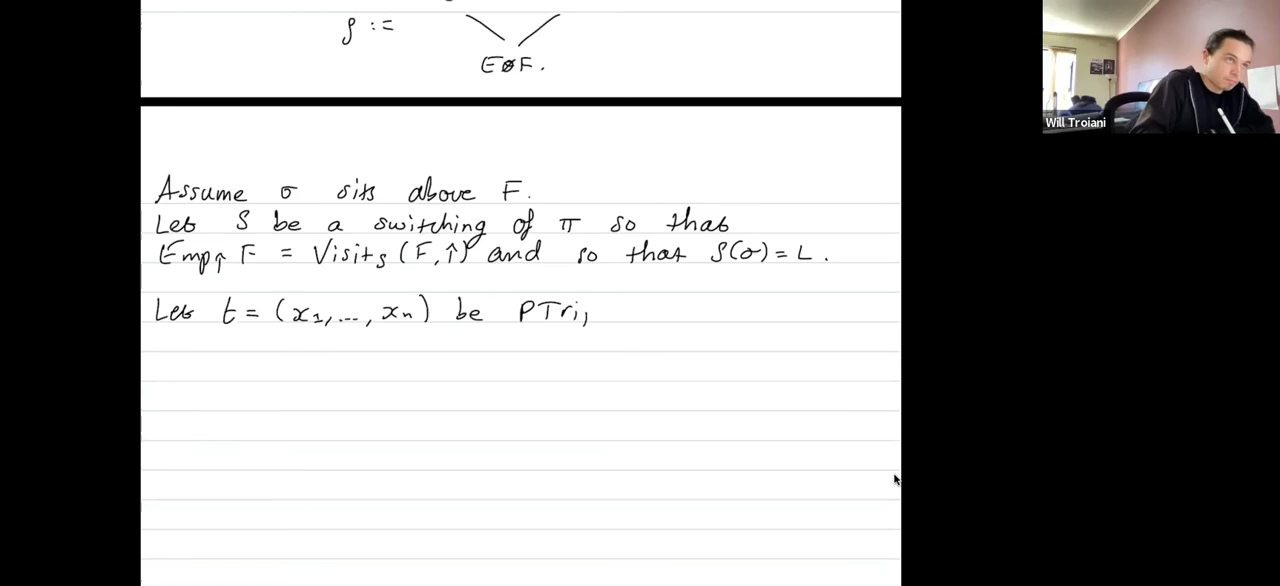 ρ :=
E⊗F.
Will Troiani
Assume σ sits above F.
Let S be a switching of π so that
Emp↑ F = Visits (F,↑) and so that S(σ) = L.
Let t = (x₁,...,xₙ) be PTri,